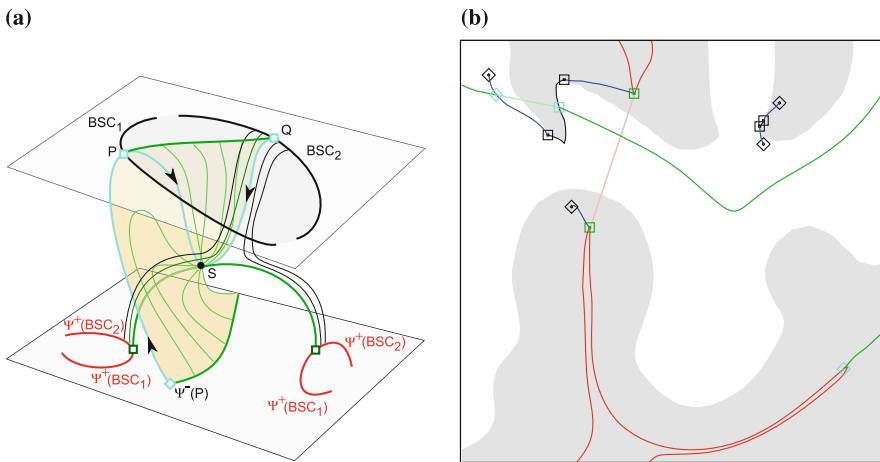 (a)
(b)
BSC1
Q
P
BSC2
S
Ψ+(BSC2)
Ψ+(BSC2)
Ψ+(BSC1)
Ψ-(P)
Ψ+(BSC1)